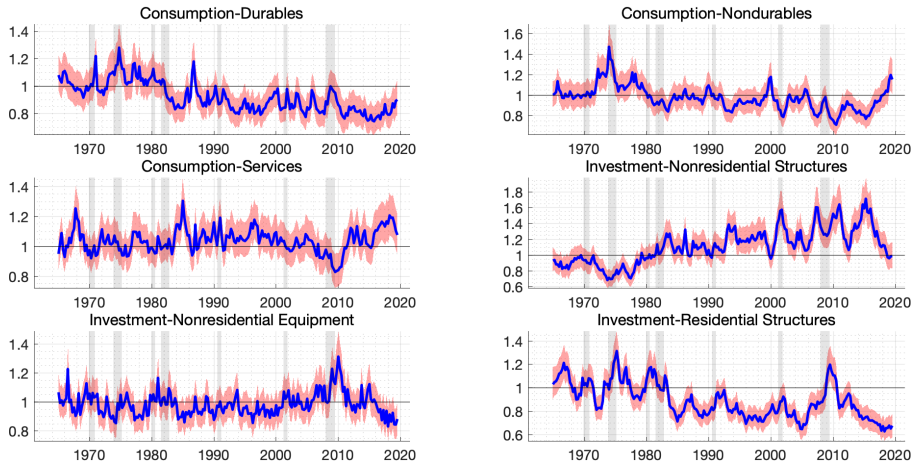 Consumption-Durables
1.4
1.2
1
0.8
1970 1980 1990 2000 2010 2020
Consumption-Nondurables
1.6
1.4
1.2
1
0.8
1970 1980 1990 2000 2010 2020
Consumption-Services
1.4
1.2
1
0.8
1970 1980 1990 2000 2010 2020
Investment-Nonresidential Structures
1.8
1.6
1.4
1.2
1
0.8
0.6
1970 1980 1990 2000 2010 2020
Investment-Nonresidential Equipment
1.4
1.2
1
0.8
1970 1980 1990 2000 2010 2020
Investment-Residential Structures
1.4
1.2
1
0.8
0.6
1970 1980 1990 2000 2010 2020